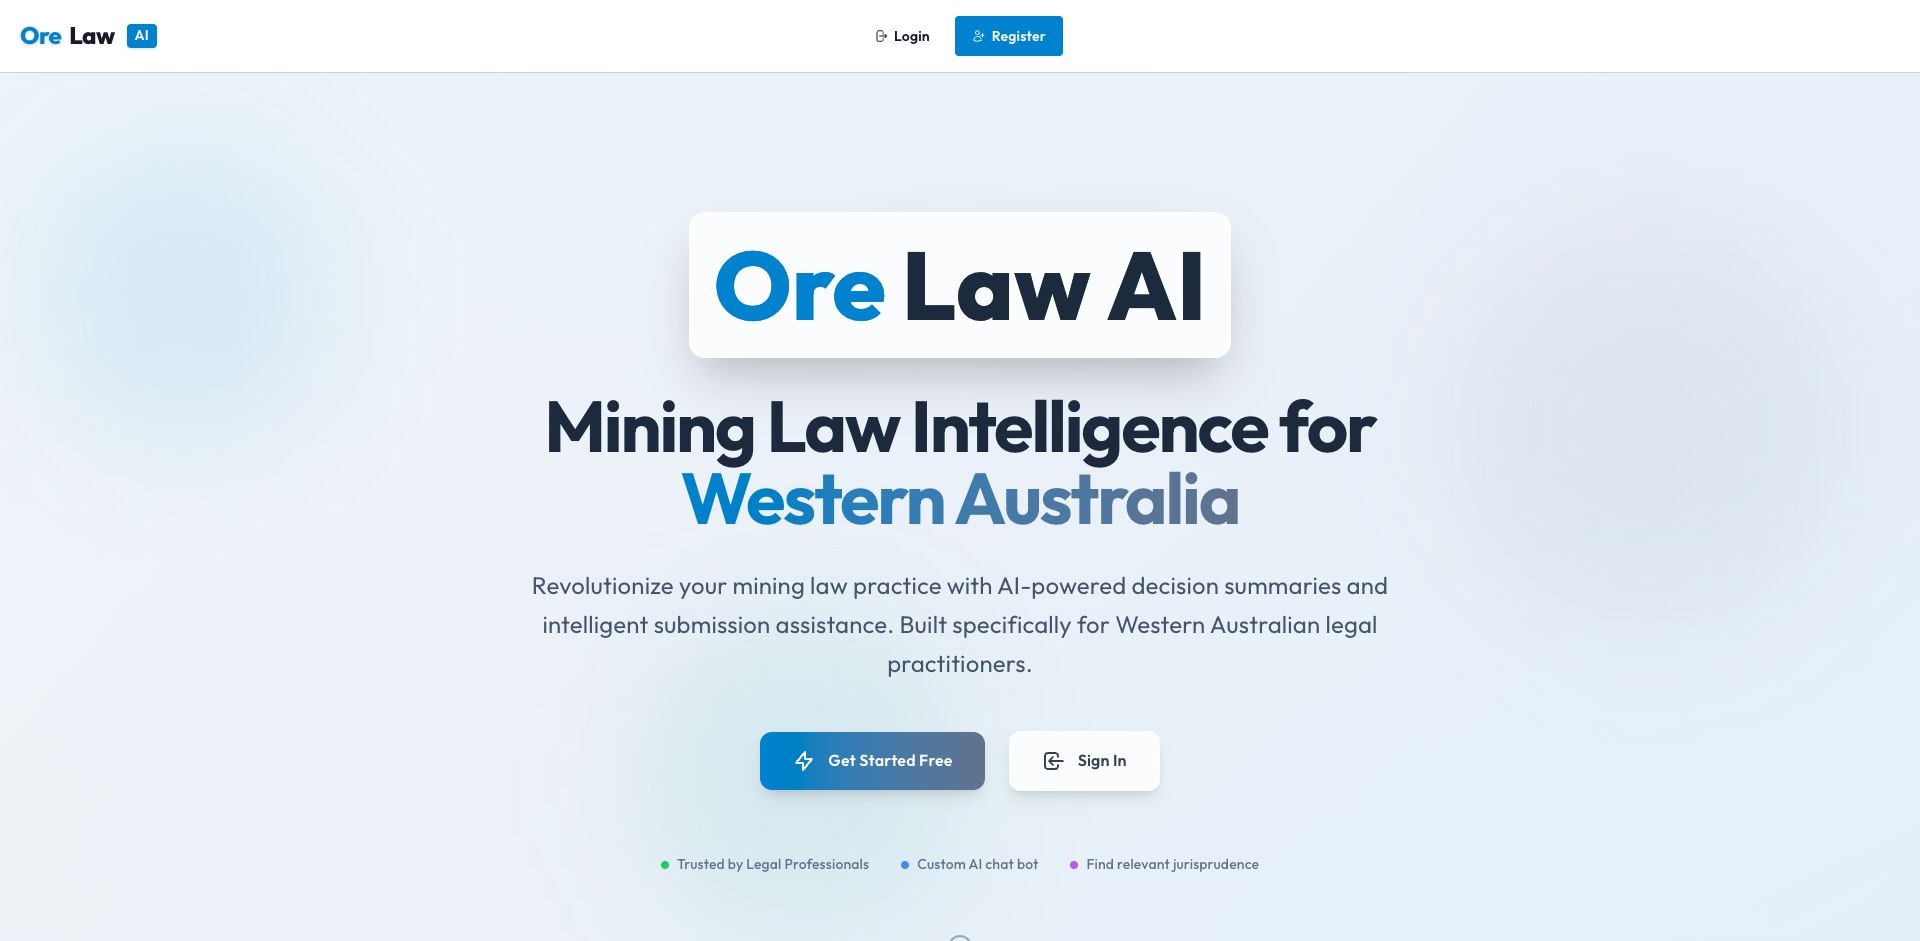 Ore Law AI
Login
Register
Ore Law AI
Mining Law Intelligence for
Western Australia
Revolutionize your mining law practice with AI-powered decision summaries and
intelligent submission assistance. Built specifically for Western Australian legal
practitioners.
Get Started Free
Sign In
Trusted by Legal Professionals
Custom AI chat bot
Find relevant jurisprudence